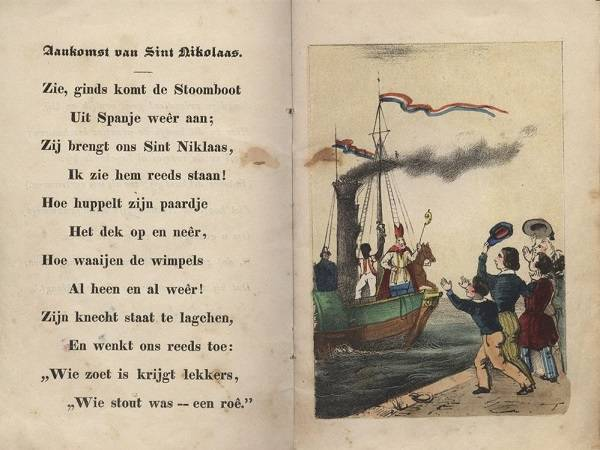 Aankomst van Sint Nikolaas.
Zie, ginds komt de Stoomboot
Uit Spanje weêr aan;
Zij brengt ons Sint Niklaas,
Ik zie hem reeds staan!
Hoe huppelt zijn paardje
Het dek op en neêr,
Hoe waaijen de wimpels
Al heen en al weêr!
Zijn knecht staat te lagchen,
En wenkt ons reeds toe:
„Wie zoet is krijgt lekkers,
„Wie stout was — een roê.”